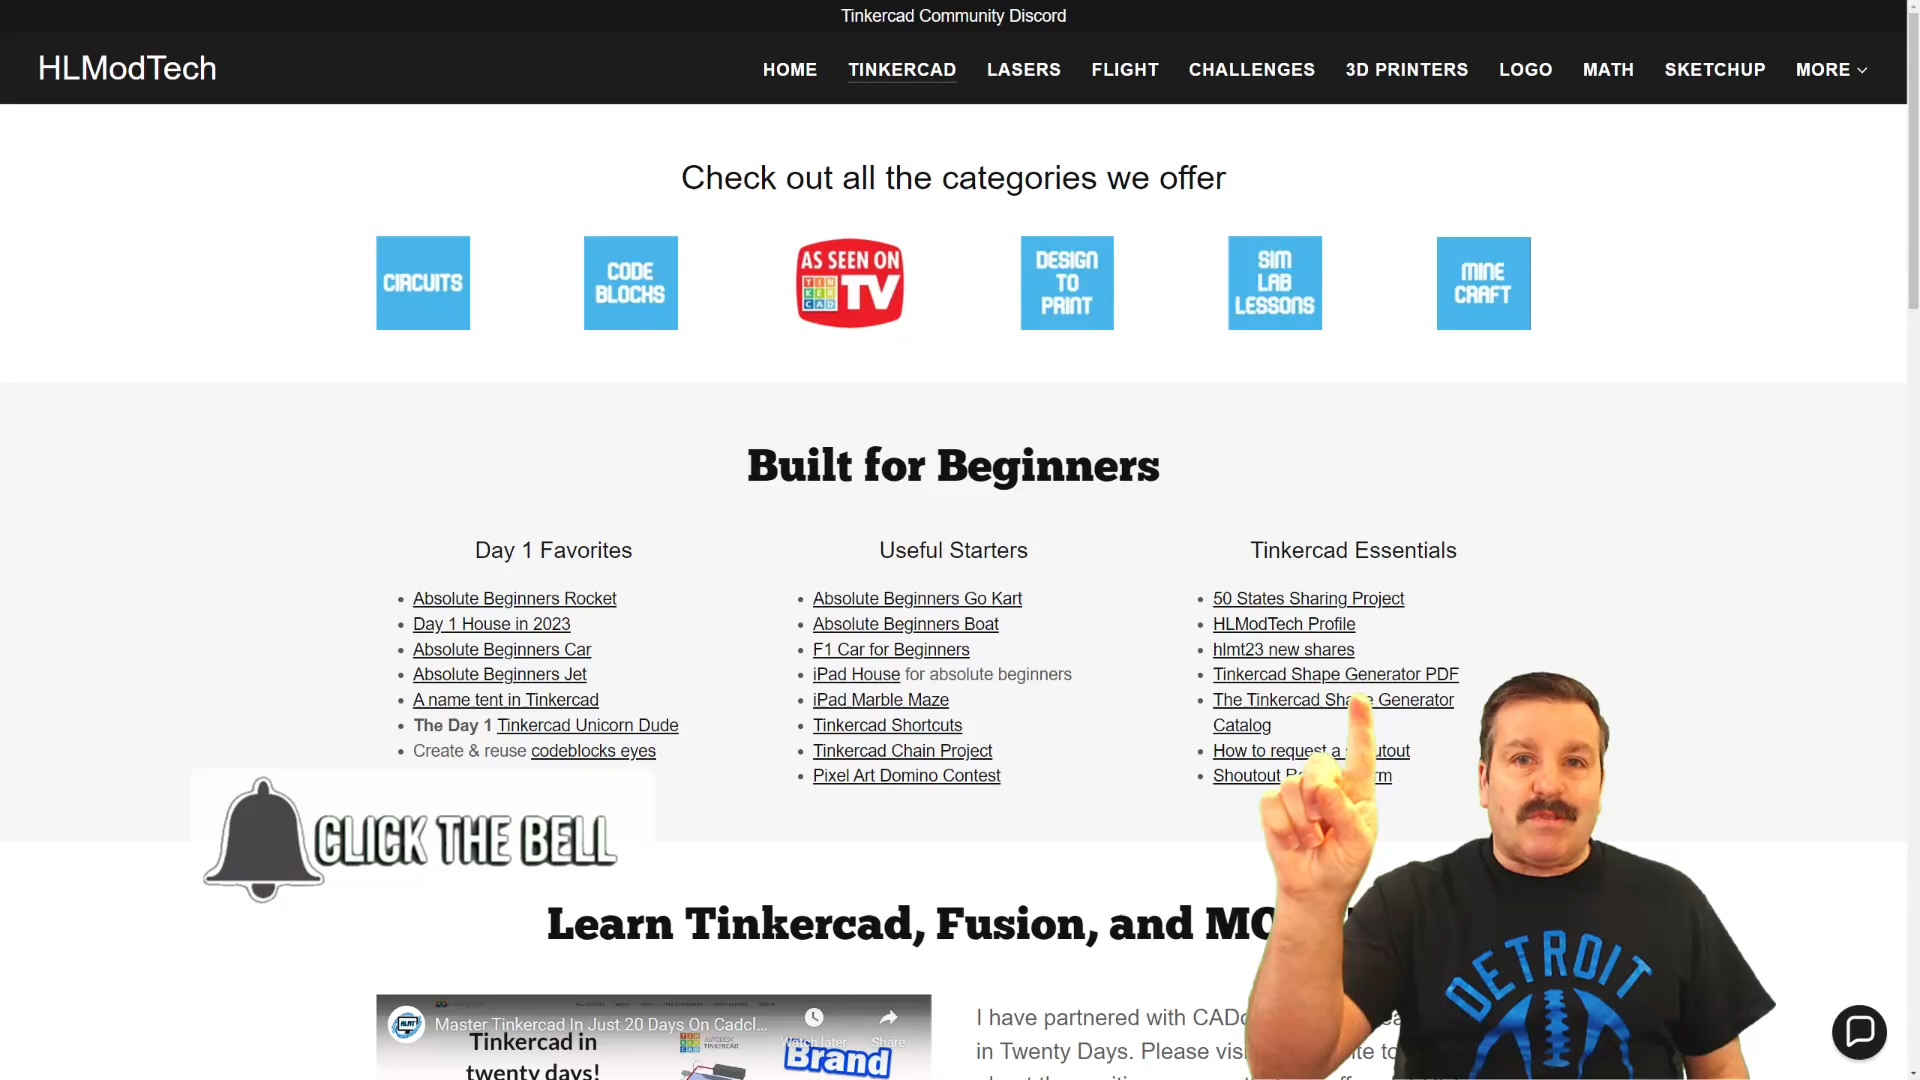 Tinkercad Community Discord
HLModTech
HOME TINKERCAD LASERS FLIGHT CHALLENGES 3D PRINTERS LOGO MATH SKETCHUP MORE
Check out all the categories we offer
CIRCUITS
CODE
BLOCKS
AS SEEN ON
TIN
KER
CAD
TV
DESIGN
TO
PRINT
SIM
LAB
LESSONS
MINE
CRAFT
Built for Beginners
Day 1 Favorites
Absolute Beginners Rocket
Day 1 House in 2023
Absolute Beginners Car
Absolute Beginners Jet
A name tent in Tinkercad
The Day 1 Tinkercad Unicorn Dude
Create & reuse codeblocks eyes
Useful Starters
Absolute Beginners Go Kart
Absolute Beginners Boat
F1 Car for Beginners
iPad House for absolute beginners
iPad Marble Maze
Tinkercad Shortcuts
Tinkercad Chain Project
Pixel Art Domino Contest
Tinkercad Essentials
50 States Sharing Project
HLModTech Profile
hlmt23 new shares
Tinkercad Shape Generator PDF
The Tinkercad Generator
Catalog
How to request a
Shoutout
CLICK THE BELL
Learn Tinkercad, Fusion, and
HLMT
Master Tinkercad In Just 20 Days On Cadcl...
Watch later
Share
Tinkercad in
twenty days!
AUTODESK
TINKERCAD
Brand
I have partnered with
in Twenty Days. Please
DETROIT